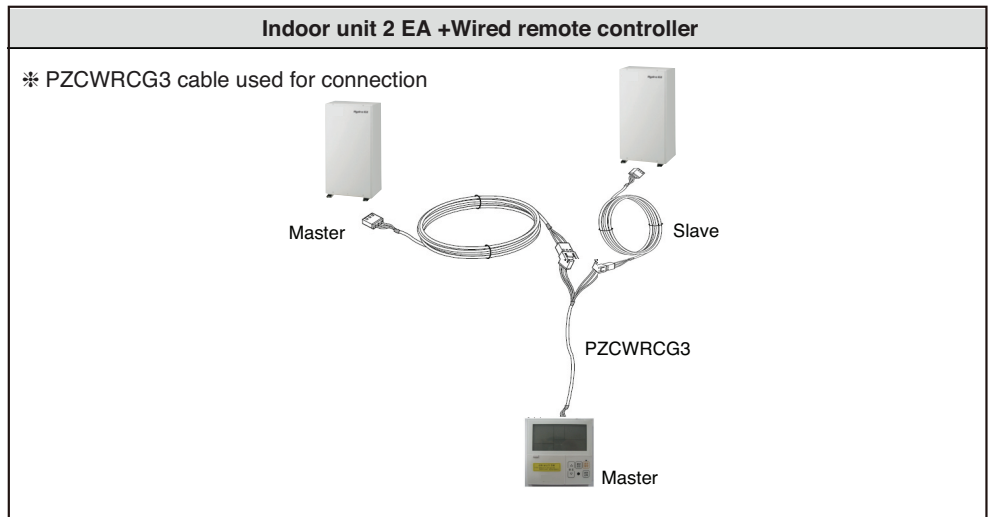 Indoor unit 2 EA +Wired remote controller
❈ PZCWRCG3 cable used for connection
Master
Slave
PZCWRCG3
Master